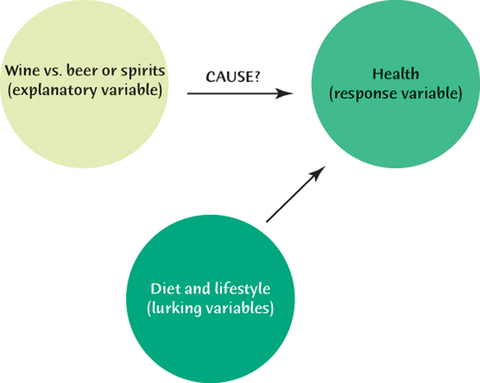 Wine vs. beer or spirits
(explanatory variable)
CAUSE?
Health
(response variable)
Diet and lifestyle
(lurking variables)